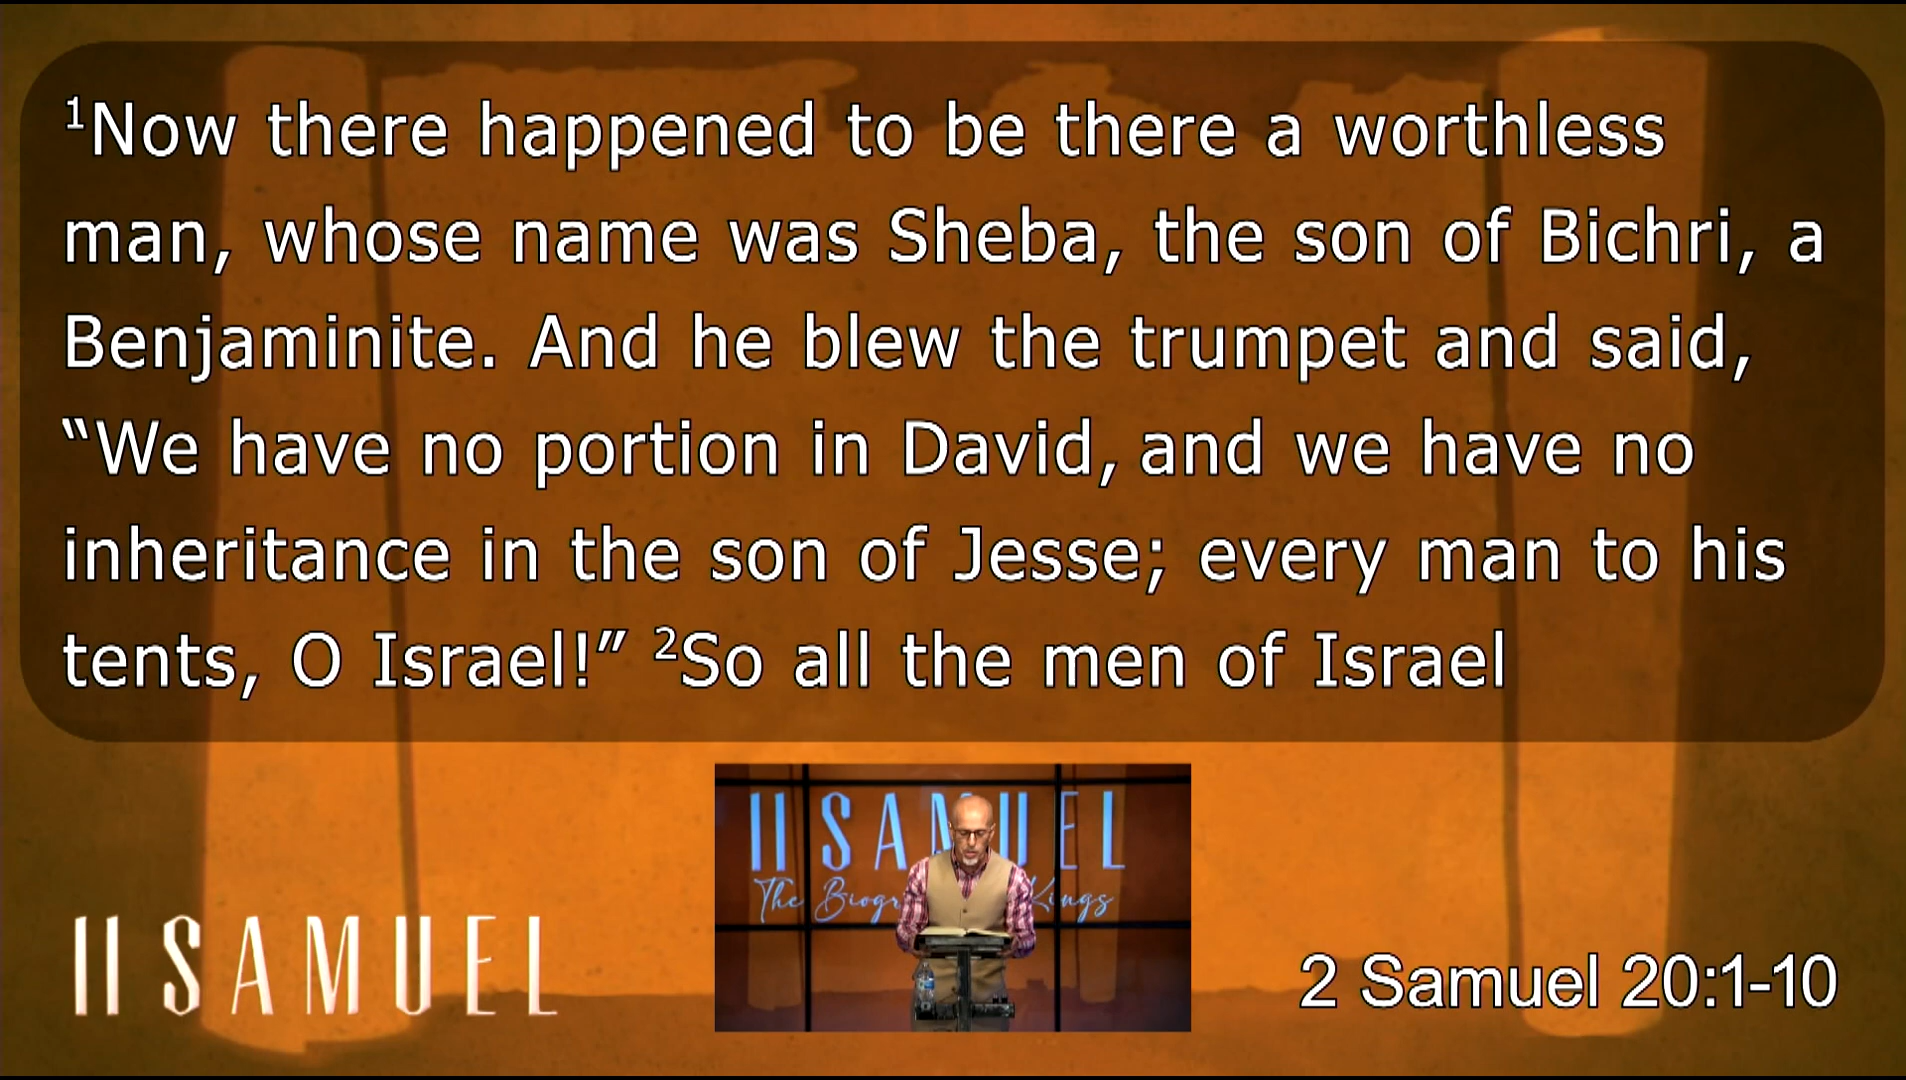 ¹Now there happened to be there a worthless
man, whose name was Sheba, the son of Bichri, a
Benjaminite. And he blew the trumpet and said,
“We have no portion in David, and we have no
inheritance in the son of Jesse; every man to his
tents, O Israel!” ²So all the men of Israel
II SAMUEL
The Biogr Kings
II SAMUEL
2 Samuel 20:1-10